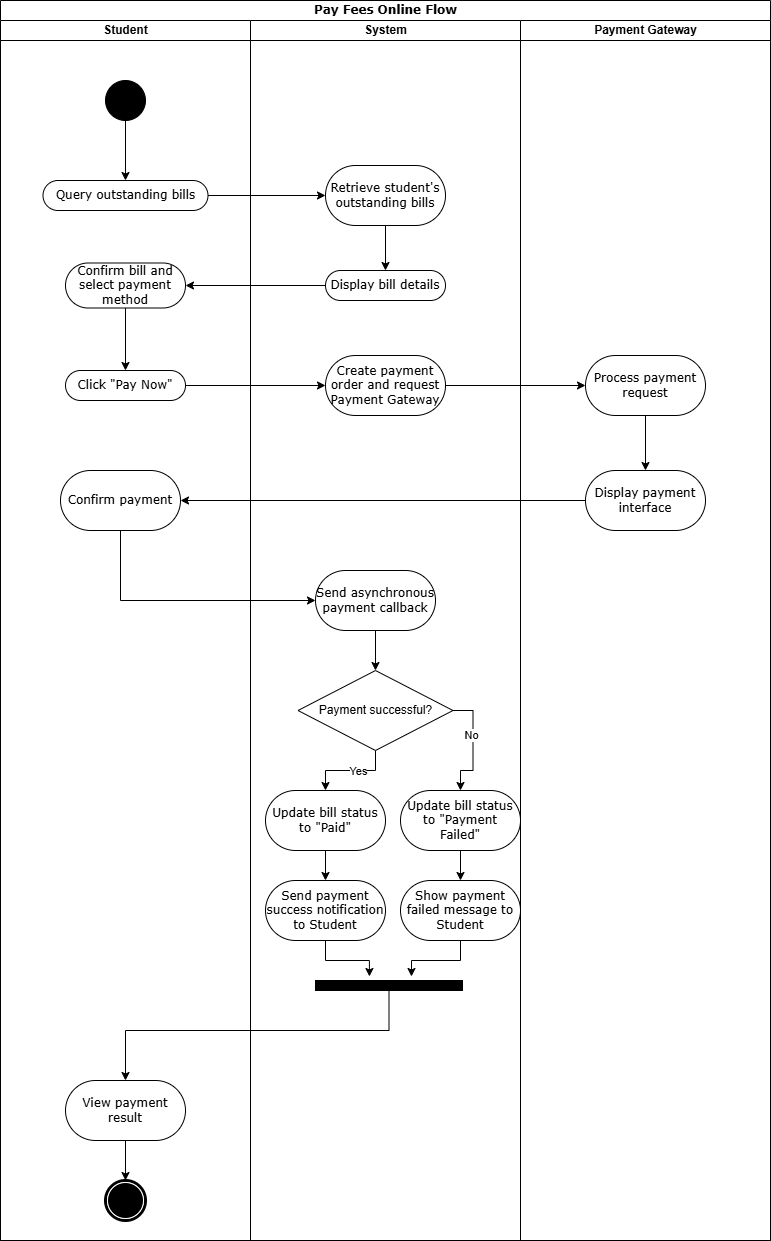 Pay Fees Online Flow
Student
System
Payment Gateway
Query outstanding bills
Retrieve student's
outstanding bills
Confirm bill and
select payment
method
Display bill details
Click "Pay Now"
Create payment
order and request
Payment Gateway
Process payment
request
Confirm payment
Display payment
interface
Send asynchronous
payment callback
Payment successful?
No
Yes
Update bill status
to "Paid"
Update bill status
to "Payment
Failed"
Send payment
success notification
to Student
Show payment
failed message to
Student
View payment
result